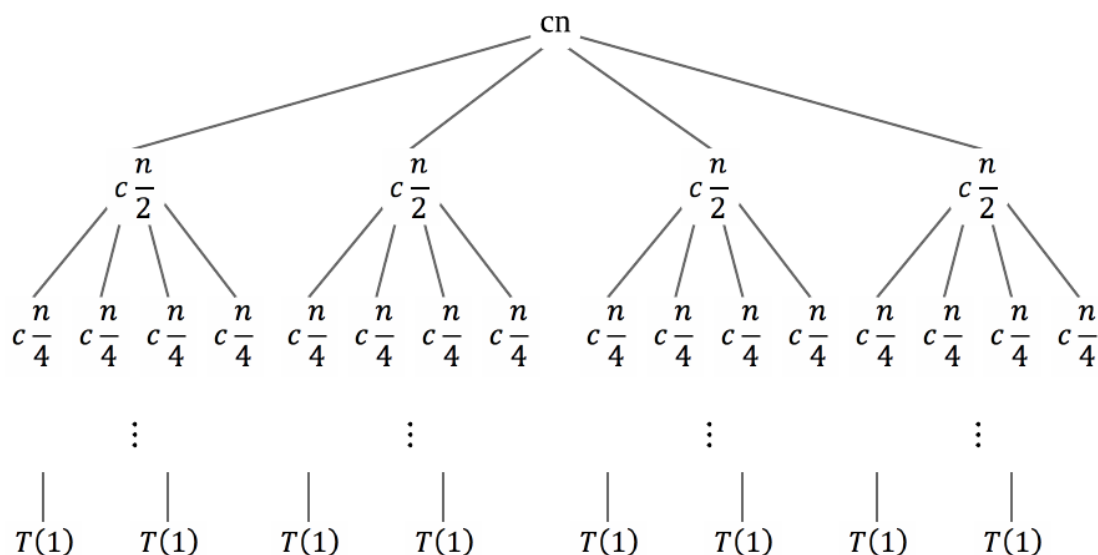 cn
c n/2 c n/2 c n/2 c n/2
c n/4 c n/4 c n/4 c n/4 c n/4 c n/4 c n/4 c n/4 c n/4 c n/4 c n/4 c n/4 c n/4 c n/4 c n/4 c n/4
⋮ ⋮ ⋮ ⋮
T(1) T(1) T(1) T(1) T(1) T(1) T(1) T(1)